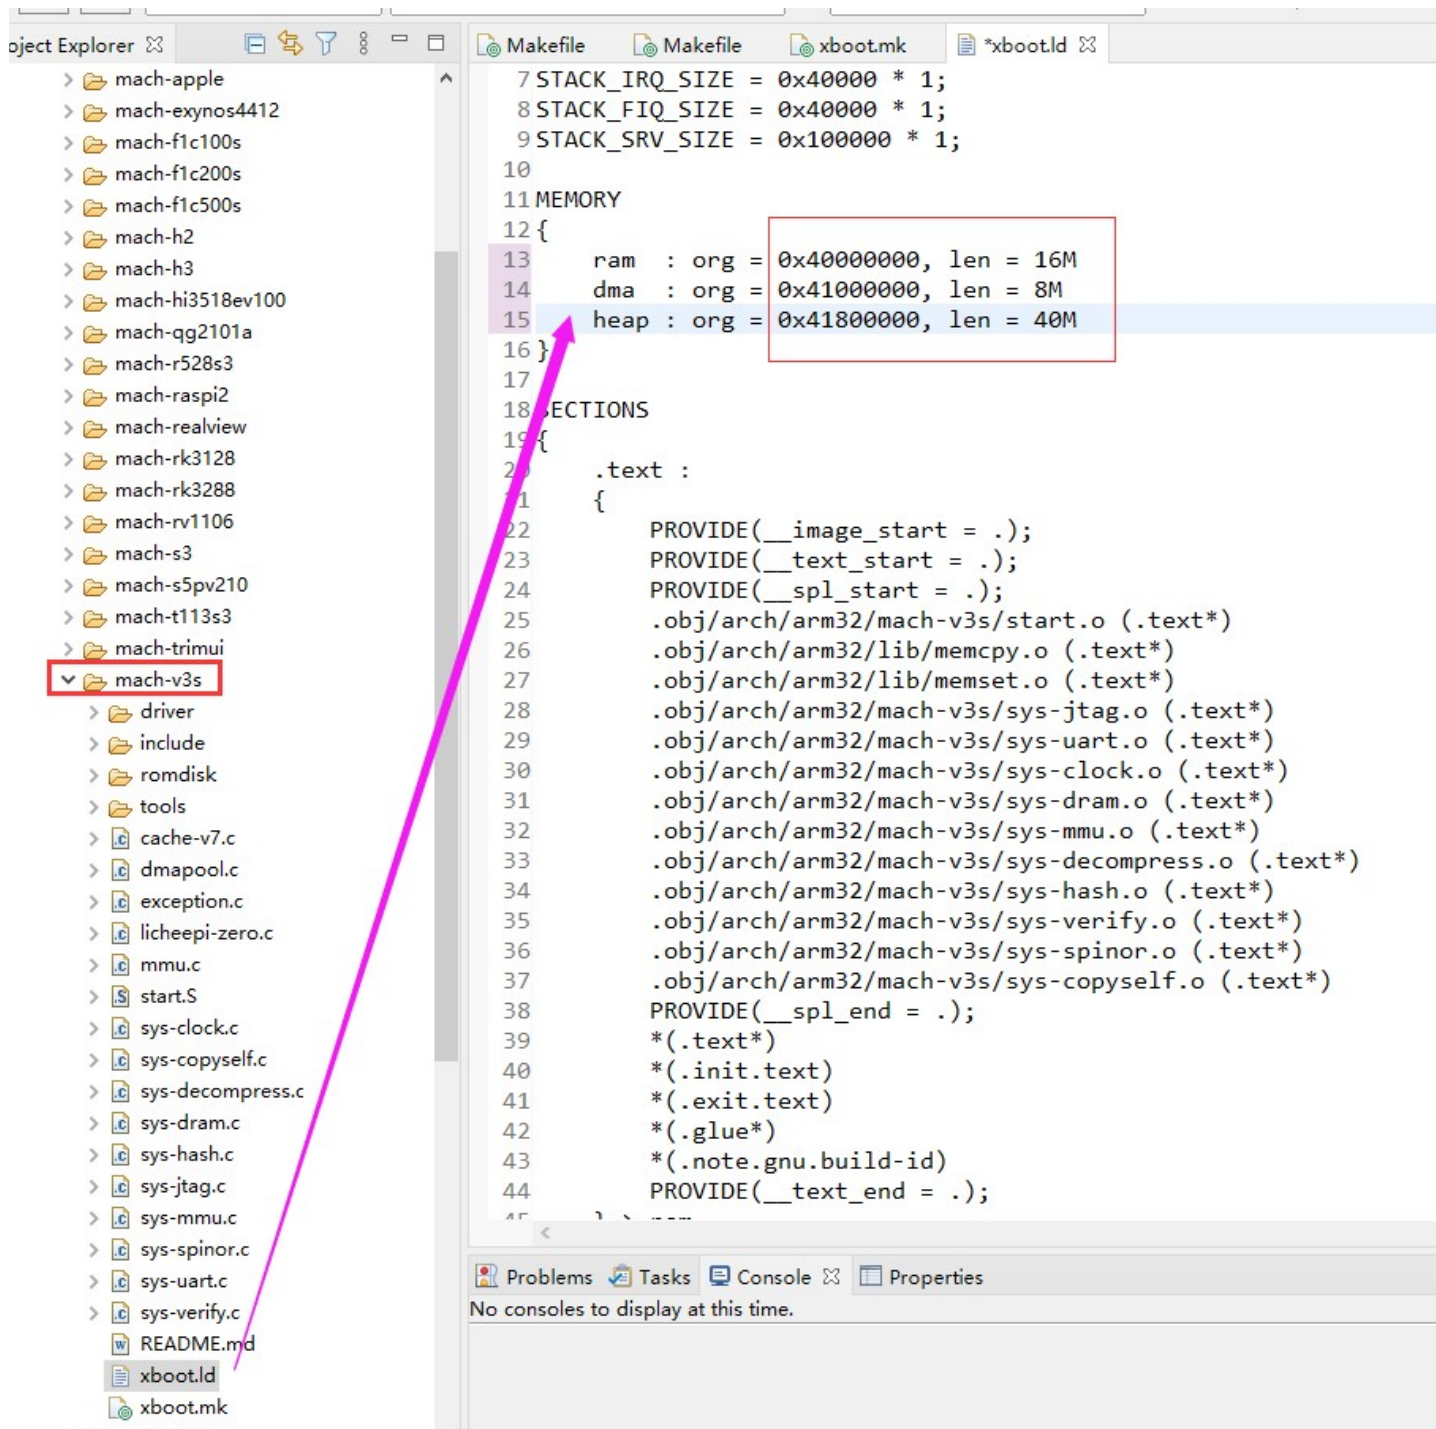 oject Explorer
mach-apple
mach-exynos4412
mach-f1c100s
mach-f1c200s
mach-f1c500s
mach-h2
mach-h3
mach-hi3518ev100
mach-qg2101a
mach-r528s3
mach-raspi2
mach-realview
mach-rk3128
mach-rk3288
mach-rv1106
mach-s3
mach-s5pv210
mach-t113s3
mach-trimui
mach-v3s
driver
include
romdisk
tools
cache-v7.c
dmapool.c
exception.c
licheepi-zero.c
mmu.c
start.S
sys-clock.c
sys-copyself.c
sys-decompress.c
sys-dram.c
sys-hash.c
sys-jtag.c
sys-mmu.c
sys-spinor.c
sys-uart.c
sys-verify.c
README.md
xboot.ld
xboot.mk
Makefile Makefile xboot.mk *xboot.ld
7 STACK_IRQ_SIZE = 0x40000 * 1;
8 STACK_FIQ_SIZE = 0x40000 * 1;
9 STACK_SRV_SIZE = 0x100000 * 1;
10
11 MEMORY
12 {
13 ram : org = 0x40000000, len = 16M
14 dma : org = 0x41000000, len = 8M
15 heap : org = 0x41800000, len = 40M
16 }
17
18 SECTIONS
19 {
20 .text :
21 {
22 PROVIDE(__image_start = .);
23 PROVIDE(__text_start = .);
24 PROVIDE(__spl_start = .);
25 .obj/arch/arm32/mach-v3s/start.o (.text*)
26 .obj/arch/arm32/lib/memcpy.o (.text*)
27 .obj/arch/arm32/lib/memset.o (.text*)
28 .obj/arch/arm32/mach-v3s/sys-jtag.o (.text*)
29 .obj/arch/arm32/mach-v3s/sys-uart.o (.text*)
30 .obj/arch/arm32/mach-v3s/sys-clock.o (.text*)
31 .obj/arch/arm32/mach-v3s/sys-dram.o (.text*)
32 .obj/arch/arm32/mach-v3s/sys-mmu.o (.text*)
33 .obj/arch/arm32/mach-v3s/sys-decompress.o (.text*)
34 .obj/arch/arm32/mach-v3s/sys-hash.o (.text*)
35 .obj/arch/arm32/mach-v3s/sys-verify.o (.text*)
36 .obj/arch/arm32/mach-v3s/sys-spinor.o (.text*)
37 .obj/arch/arm32/mach-v3s/sys-copyself.o (.text*)
38 PROVIDE(__spl_end = .);
39 *(.text*)
40 *(.init.text)
41 *(.exit.text)
42 *(.glue*)
43 *(.note.gnu.build-id)
44 PROVIDE(__text_end = .);
Problems Tasks Console Properties
No consoles to display at this time.